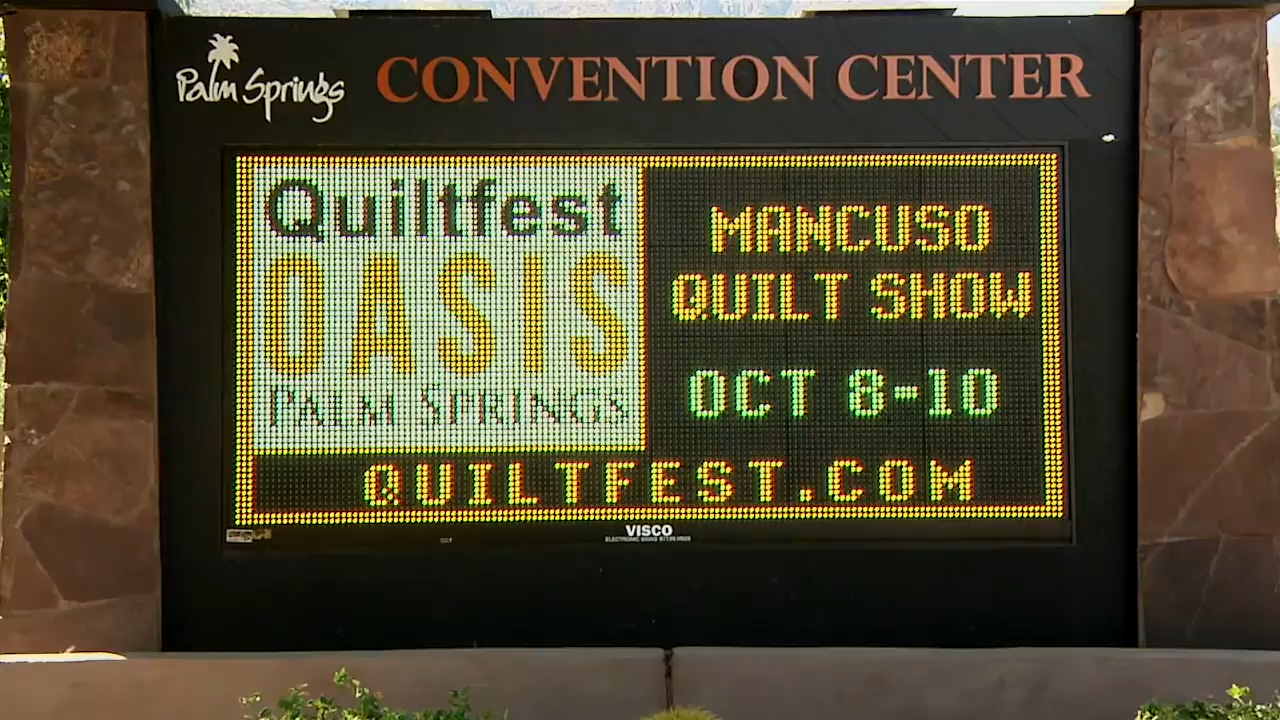 Palm Springs CONVENTION CENTER
Quiltfest
OASIS
PALM SPRINGS
MANCUSO
QUILT SHOW
OCT 8-10
QUILTFEST.COM
VISCO